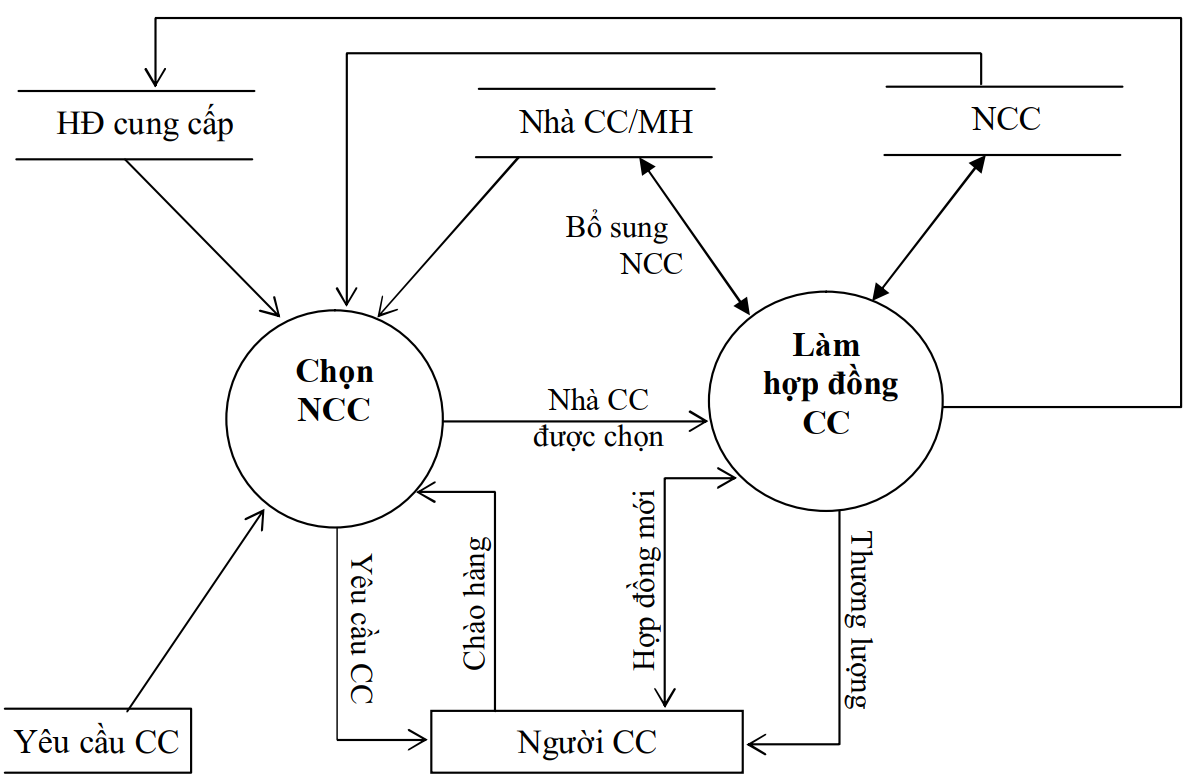 HĐ cung cấp
Nhà CC/MH
NCC
Bổ sung
NCC
Chọn
NCC
Làm
hợp đồng
CC
Nhà CC
được chọn
Yêu cầu CC
Chào hàng
Hợp đồng mới
Thương lượng
Yêu cầu CC
Người CC